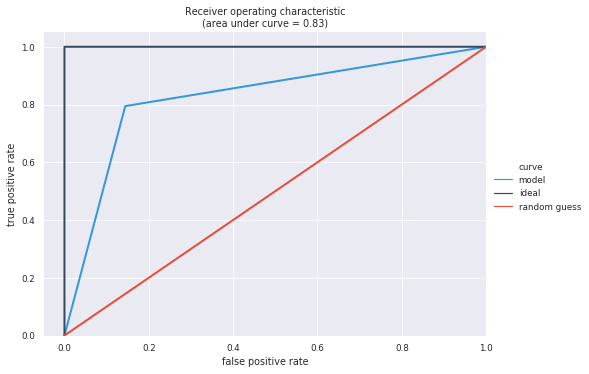 Receiver operating characteristic
(area under curve = 0.83)
1.0
0.8
0.6
0.4
0.2
0.0
true positive rate
0.0 0.2 0.4 0.6 0.8 1.0
false positive rate
curve
model
ideal
random guess